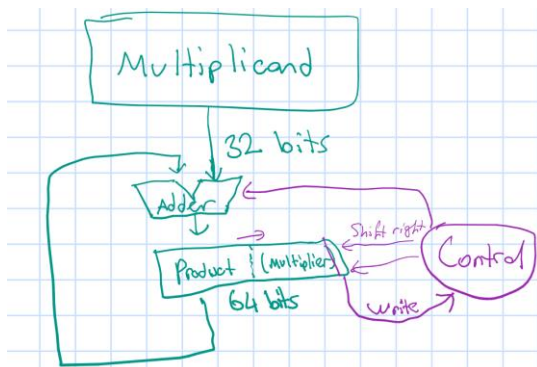 Multiplicand
32 bits
Adder
Shift right
Product (Multiplier)
Control
64 bits
write